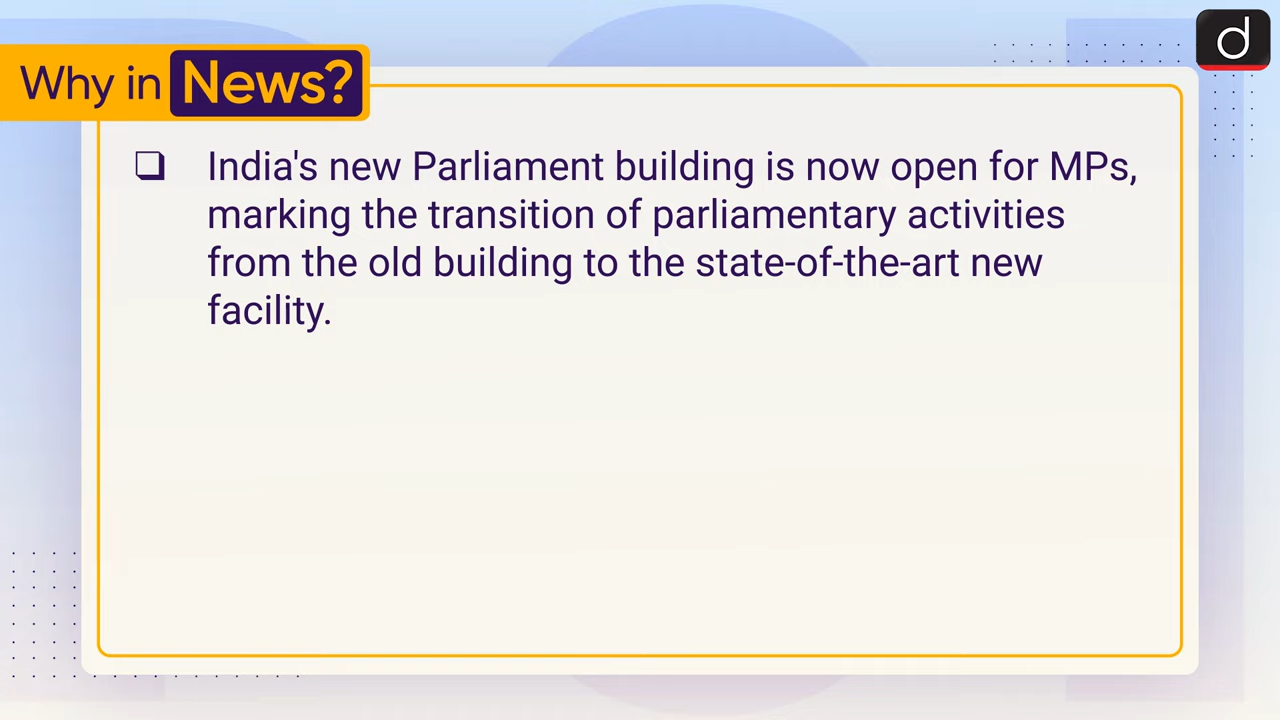 Why in News?
❑ India's new Parliament building is now open for MPs,
marking the transition of parliamentary activities
from the old building to the state-of-the-art new
facility.
d